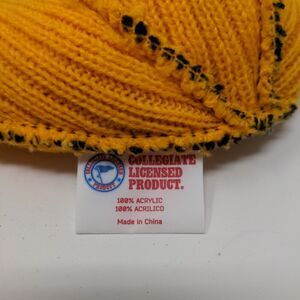 COLLEGIATE
LICENSED
PRODUCT.
100% ACRYLIC
100% ACRILICO
Made in China